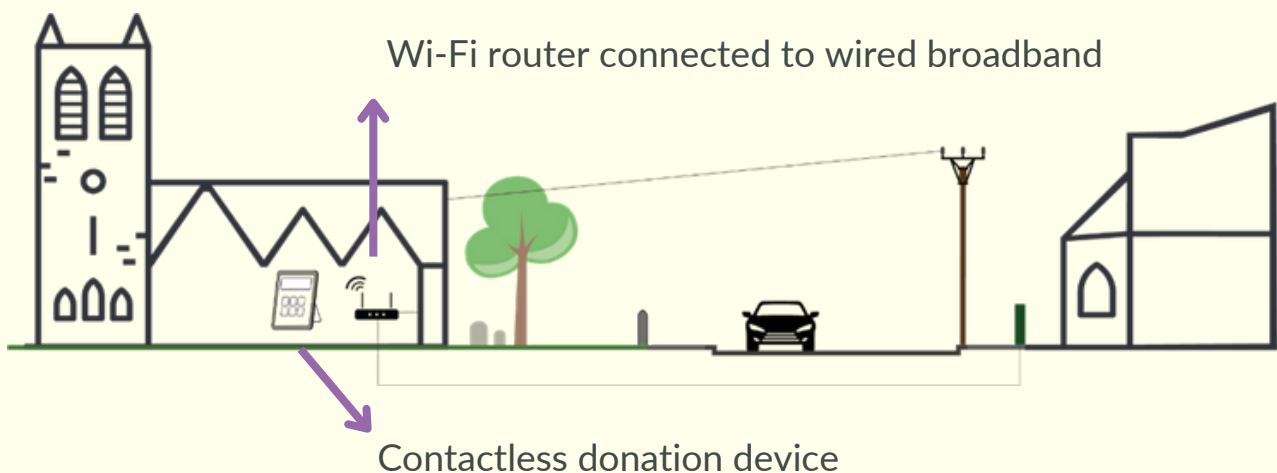 Wi-Fi router connected to wired broadband
Contactless donation device